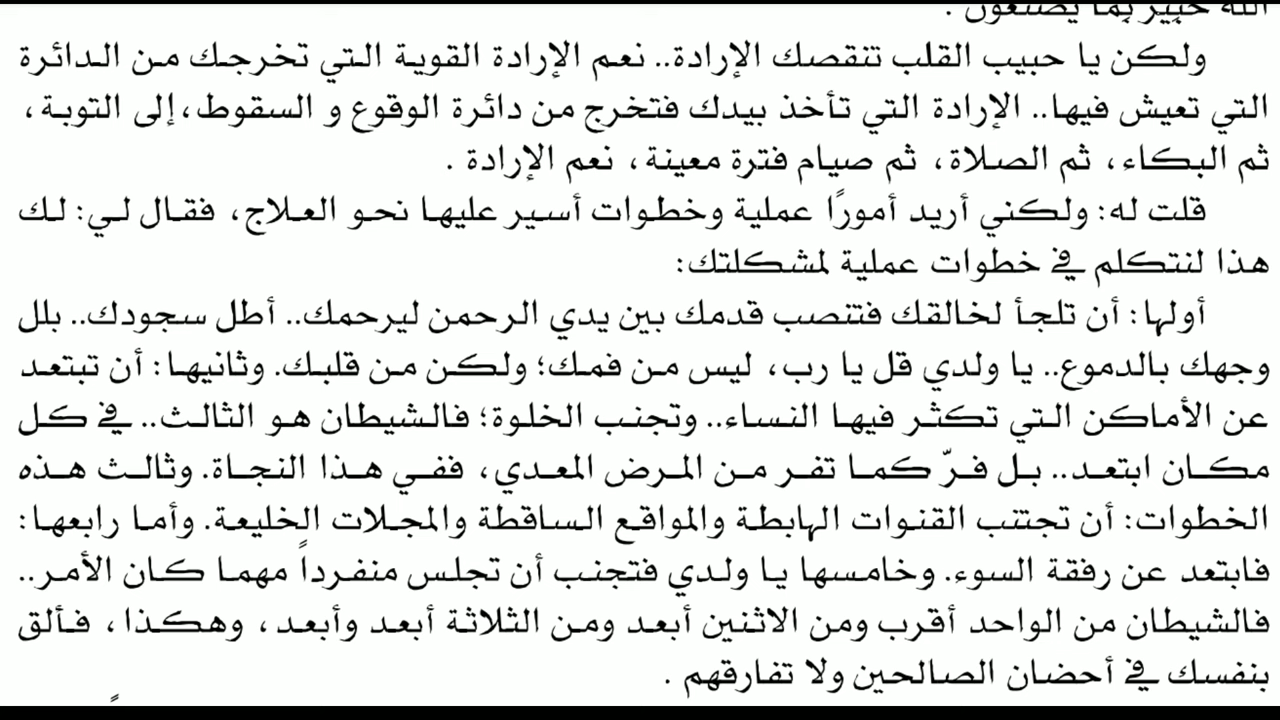 الله خبير بما يصنعون .
ولكن يا حبيب القلب تنقصك الإرادة.. نعم الإرادة القوية التي تخرجك من الدائرة
التي تعيش فيها.. الإرادة التي تأخذ بيدك فتخرج من دائرة الوقوع و السقوط،إلى التوبة،
ثم البكاء، ثم الصلاة، ثم صيام فترة معينة، نعم الإرادة .
قلت له: ولكني أريد أمورًا عملية وخطوات أسير عليها نحو العلاج، فقال لي: لك
هذا لنتكلم في خطوات عملية لمشكلتك:
أولها: أن تلجأ لخالقك فتنصب قدمك بين يدي الرحمن ليرحمك.. أطل سجودك.. بلل
وجهك بالدموع.. يا ولدي قل يا رب، ليس من فمك؛ ولكن من قلبك. وثانيها: أن تبتعد
عن الأماكن التي تكثر فيها النساء.. وتجنب الخلوة؛ فالشيطان هو الثالث.. في كل
مكان ابتعد.. بل فرّ كما تفر من المرض المعدي، ففي هذا النجاة. وثالث هذه
الخطوات: أن تجتنب القنوات الهابطة والمواقع الساقطة والمجلات الخليعة. وأما رابعها:
فابتعد عن رفقة السوء. وخامسها يا ولدي فتجنب أن تجلس منفرداً مهما كان الأمر..
فالشيطان من الواحد أقرب ومن الاثنين أبعد ومن الثلاثة أبعد وأبعد، وهكذا، فألق
بنفسك في أحضان الصالحين ولا تفارقهم .